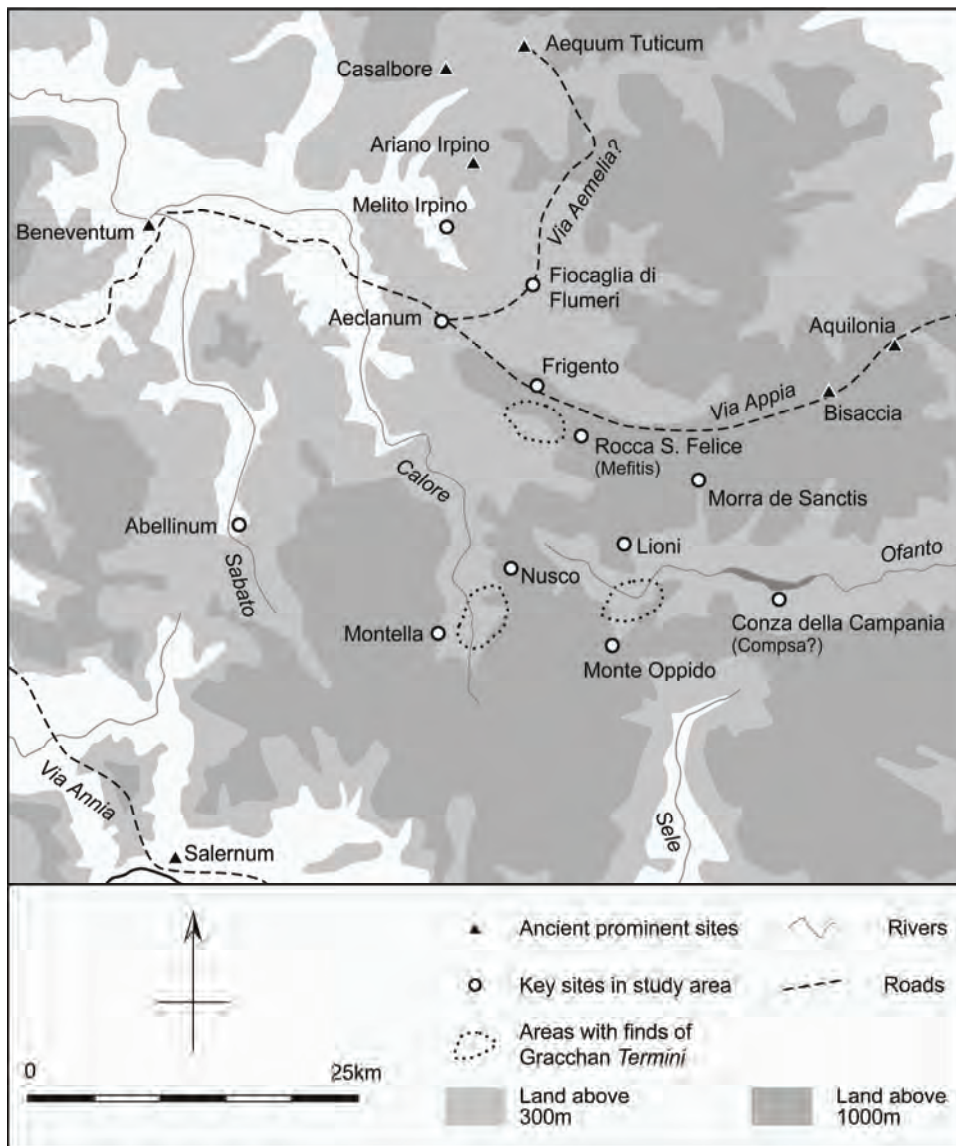 Aequum Tuticum
Casalbore
Ariano Irpino
Via Aemelia?
Melito Irpino
Beneventum
Fiocaglia di
Flumeri
Aeclanum
Aquilonia
Frigento
Via Appia
Bisaccia
Rocca S. Felice
(Mefitis)
Calore
Morra de Sanctis
Abellinum
Lioni
Ofanto
Sabato
Nusco
Conza della Campania
(Compsa?)
Montella
Monte Oppido
Via Annia
Sele
Salernum
Ancient prominent sites
Rivers
Key sites in study area
Roads
Areas with finds of
Gracchan Termini
0
25km
Land above
300m
Land above
1000m